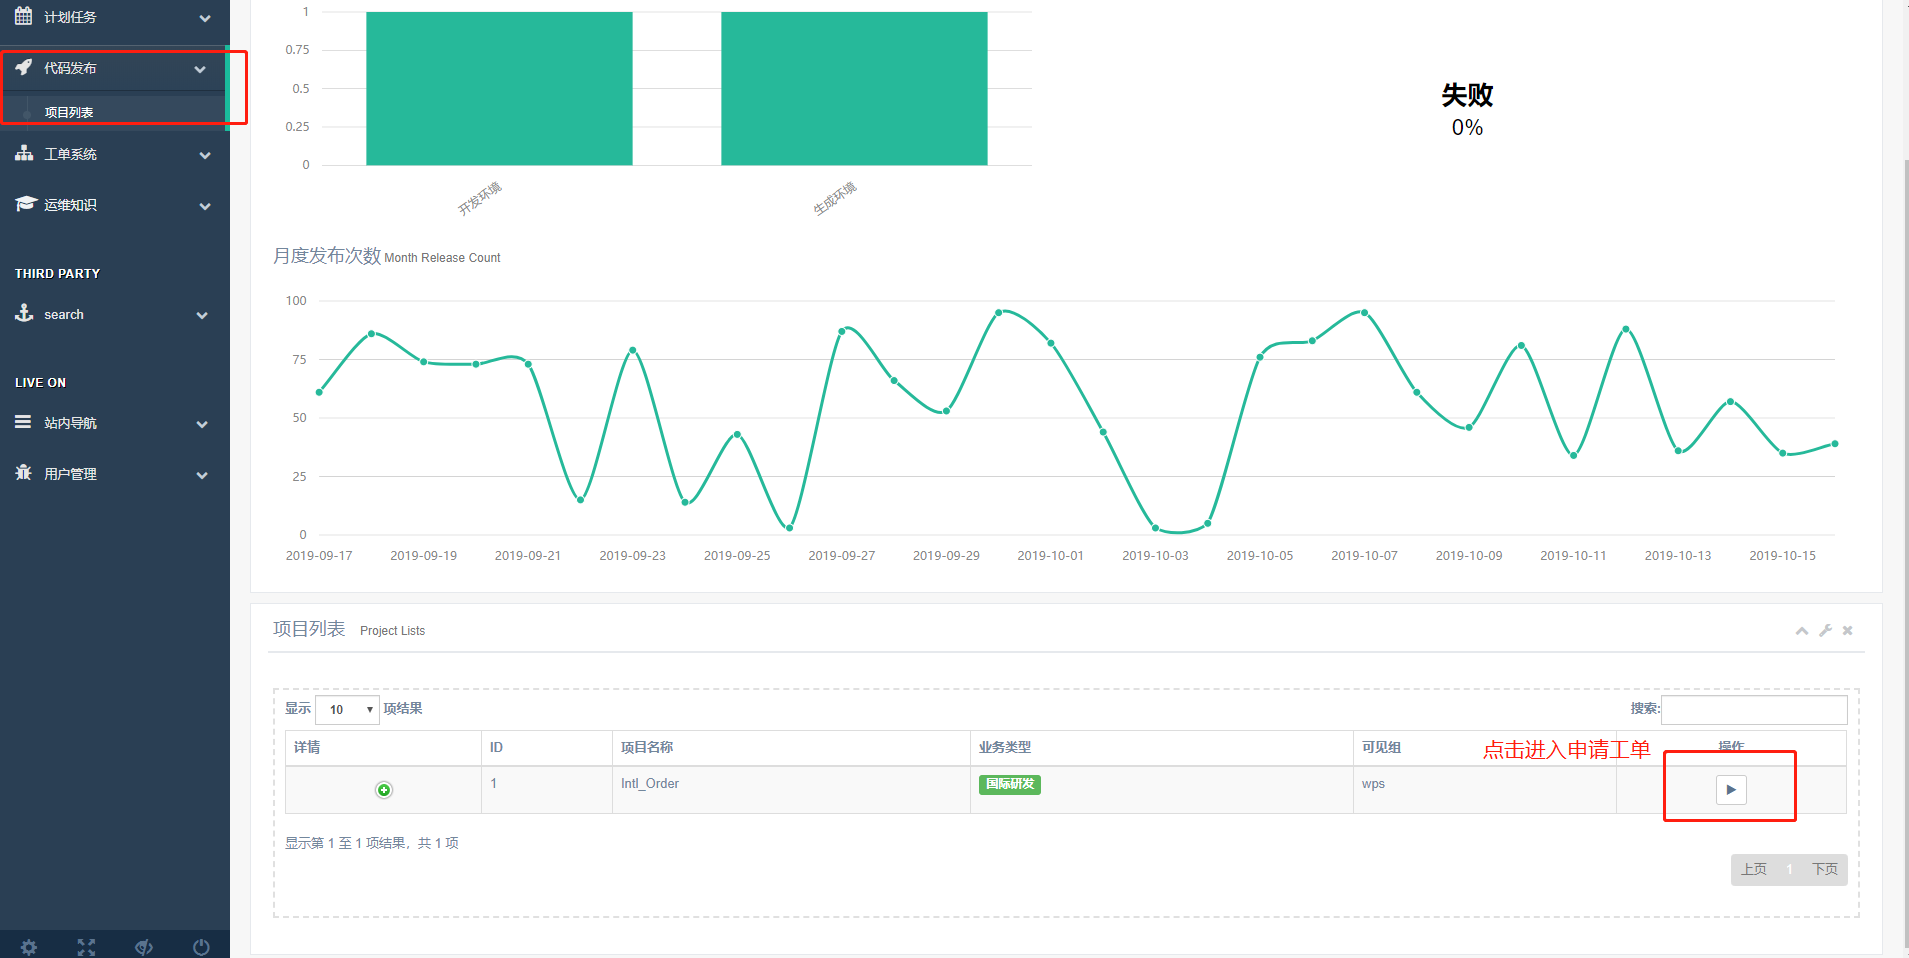 计划任务
代码发布
项目列表
工单系统
运维知识
THIRD PARTY
search
LIVE ON
站内导航
用户管理
1
0.75
0.5
0.25
0
开发环境
生成环境
失败
0%
月度发布次数 Month Release Count
100
75
50
25
0
2019-09-17 2019-09-19 2019-09-21 2019-09-23 2019-09-25 2019-09-27 2019-09-29 2019-10-01 2019-10-03 2019-10-05 2019-10-07 2019-10-09 2019-10-11 2019-10-13 2019-10-15
项目列表 Project Lists
显示 10 项结果 搜索:
详情 ID 项目名称 业务类型 可见组 操作
点击进入申请工单
1 Intl_Order 国际研发 wps
显示第 1 至 1 项结果，共 1 项
上页 1 下页